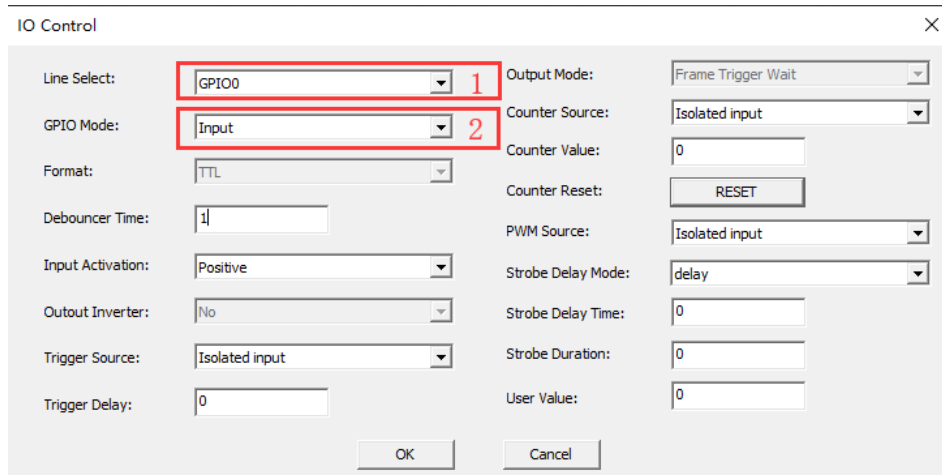 IO Control
Line Select: GPIO0 1
GPIO Mode: Input 2
Format: TTL
Debouncer Time: 1
Input Activation: Positive
Outout Inverter: No
Trigger Source: Isolated input
Trigger Delay: 0
Output Mode: Frame Trigger Wait
Counter Source: Isolated input
Counter Value: 0
Counter Reset: RESET
PWM Source: Isolated input
Strobe Delay Mode: delay
Strobe Delay Time: 0
Strobe Duration: 0
User Value: 0
OK Cancel